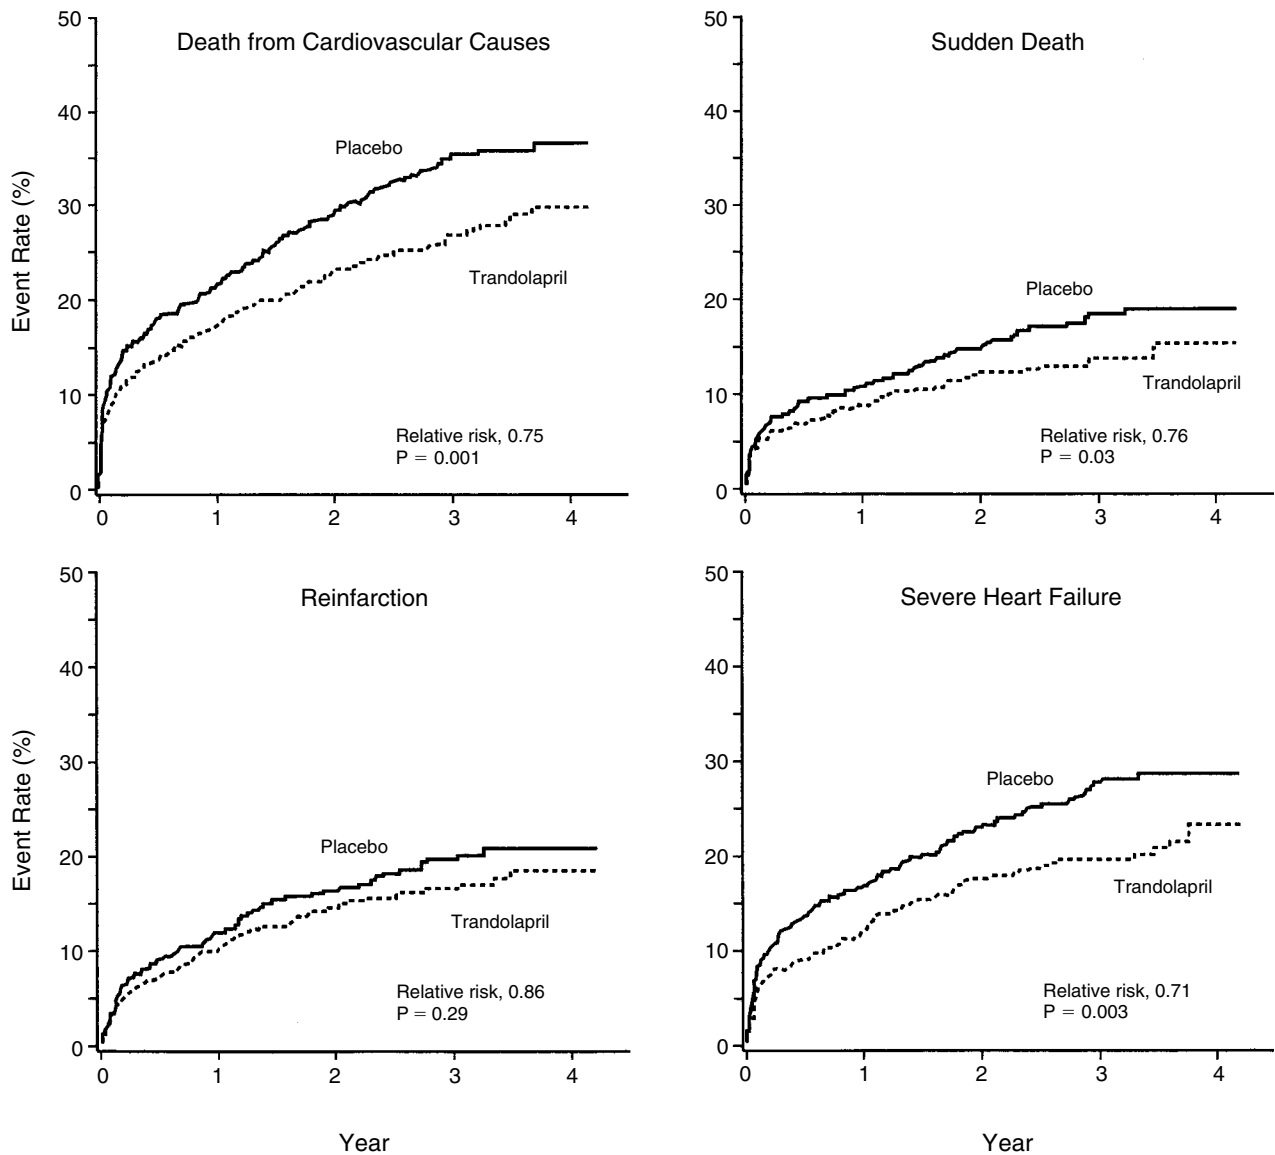 Death from Cardiovascular Causes
Event Rate (%)
50
40
30
20
10
0
Placebo
Trandolapril
Relative risk, 0.75
P = 0.001
0 1 2 3 4
Sudden Death
50
40
30
20
10
0
Placebo
Trandolapril
Relative risk, 0.76
P = 0.03
0 1 2 3 4
Reinfarction
Event Rate (%)
50
40
30
20
10
0
Placebo
Trandolapril
Relative risk, 0.86
P = 0.29
0 1 2 3 4
Year
Severe Heart Failure
50
40
30
20
10
0
Placebo
Trandolapril
Relative risk, 0.71
P = 0.003
0 1 2 3 4
Year